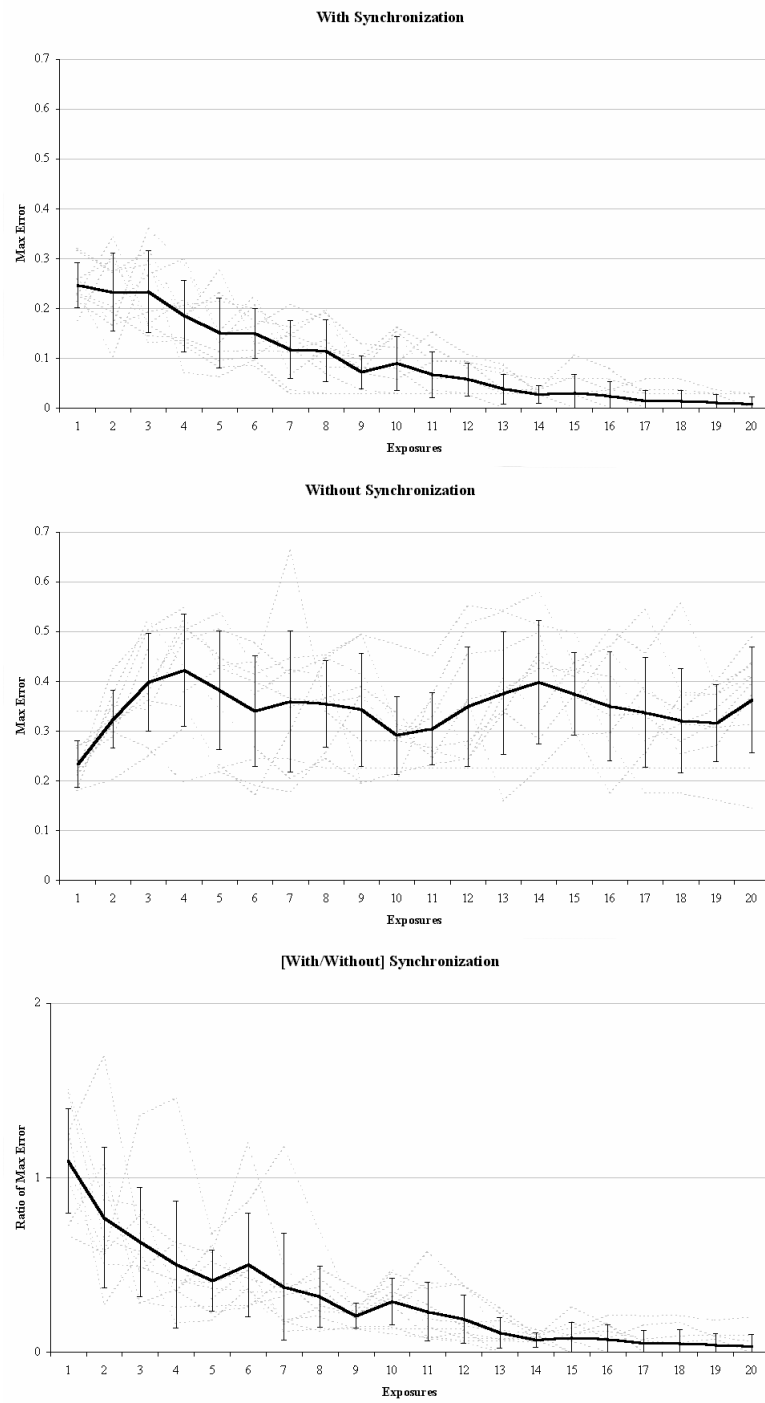 With Synchronization
0.7
0.6
0.5
0.4
0.3
0.2
0.1
0
Max Error
1 2 3 4 5 6 7 8 9 10 11 12 13 14 15 16 17 18 19 20
Exposures
Without Synchronization
0.7
0.6
0.5
0.4
0.3
0.2
0.1
0
Max Error
1 2 3 4 5 6 7 8 9 10 11 12 13 14 15 16 17 18 19 20
Exposures
[With/Without] Synchronization
2
1
0
Ratio of Max Error
1 2 3 4 5 6 7 8 9 10 11 12 13 14 15 16 17 18 19 20
Exposures